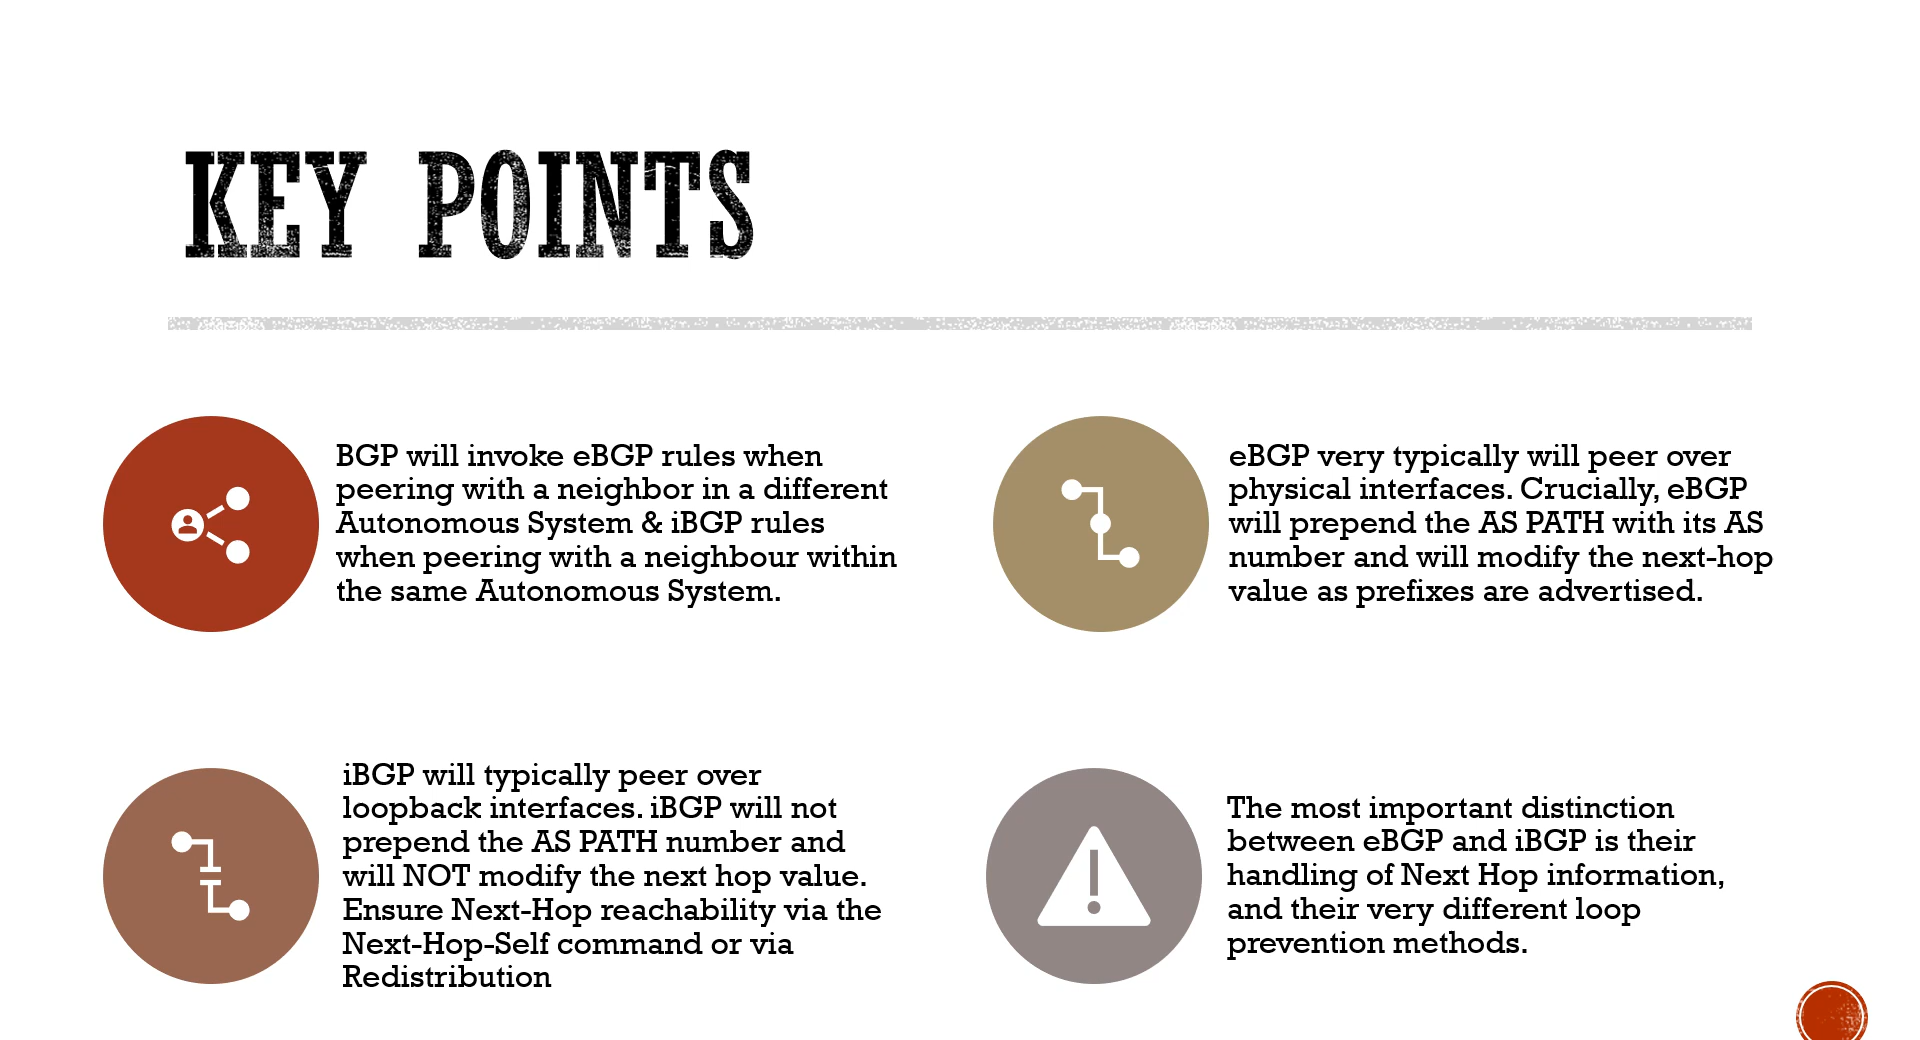 KEY POINTS
BGP will invoke eBGP rules when
peering with a neighbor in a different
Autonomous System & iBGP rules
when peering with a neighbour within
the same Autonomous System.
eBGP very typically will peer over
physical interfaces. Crucially, eBGP
will prepend the AS PATH with its AS
number and will modify the next-hop
value as prefixes are advertised.
iBGP will typically peer over
loopback interfaces. iBGP will not
prepend the AS PATH number and
will NOT modify the next hop value.
Ensure Next-Hop reachability via the
Next-Hop-Self command or via
Redistribution
The most important distinction
between eBGP and iBGP is their
handling of Next Hop information,
and their very different loop
prevention methods.